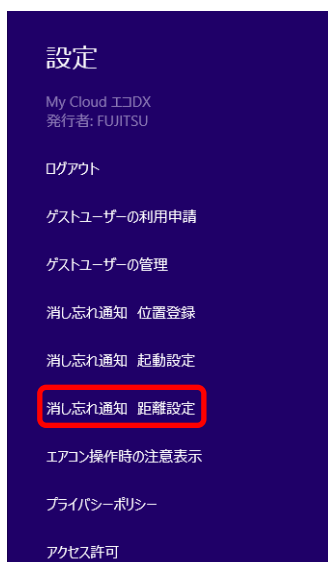 設定
My Cloud エコDX
発行者: FUJITSU
ログアウト
ゲストユーザーの利用申請
ゲストユーザーの管理
消し忘れ通知 位置登録
消し忘れ通知 起動設定
消し忘れ通知 距離設定
エアコン操作時の注意表示
プライバシーポリシー
アクセス許可